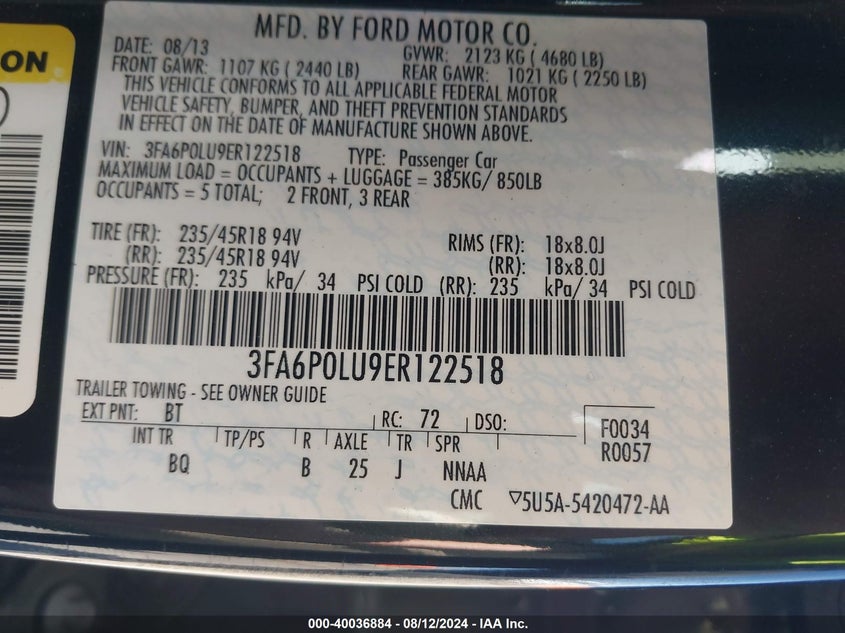 ON
MFD. BY FORD MOTOR CO.
DATE: 08/13 GVWR: 2123 KG ( 4680 LB)
FRONT GAWR: 1107 KG ( 2440 LB) REAR GAWR: 1021 KG ( 2250 LB)
THIS VEHICLE CONFORMS TO ALL APPLICABLE FEDERAL MOTOR
VEHICLE SAFETY, BUMPER, AND THEFT PREVENTION STANDARDS
IN EFFECT ON THE DATE OF MANUFACTURE SHOWN ABOVE.
VIN: 3FA6P0LU9ER122518 TYPE: Passenger Car
MAXIMUM LOAD = OCCUPANTS + LUGGAGE = 385KG/ 850LB
OCCUPANTS = 5 TOTAL; 2 FRONT, 3 REAR
TIRE (FR): 235/45R18 94V RIMS (FR): 18x8.0J
(RR): 235/45R18 94V (RR): 18x8.0J
PRESSURE (FR): 235 kPa/ 34 PSI COLD (RR): 235 kPa/ 34 PSI COLD
3FA6P0LU9ER122518
TRAILER TOWING - SEE OWNER GUIDE
EXT PNT: BT RC: 72 DSO: F0034
R0057
INT TR TP/PS R AXLE TR SPR
BQ B 25 J NNAA
CMC 5U5A-5420472-AA
000-40036884 - 08/12/2024 - IAA Inc.